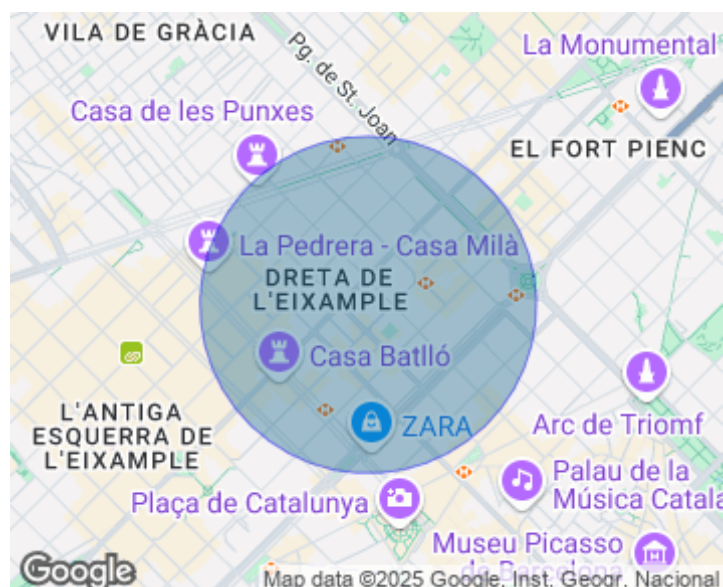 VILA DE GRÀCIA
Pg. de St. Joan
La Monumental
Casa de les Punxes
EL FORT PIENC
La Pedrera - Casa Milà
DRETA DE
L'EIXAMPLE
Casa Batlló
L'ANTIGA
ESQUERRA DE
L'EIXAMPLE
ZARA
Arc de Triomf
Plaça de Catalunya
Palau de la
Música Catala
Museu Picasso
de Barcelona
Google
Map data ©2025 Google, Inst. Geogr. Nacional